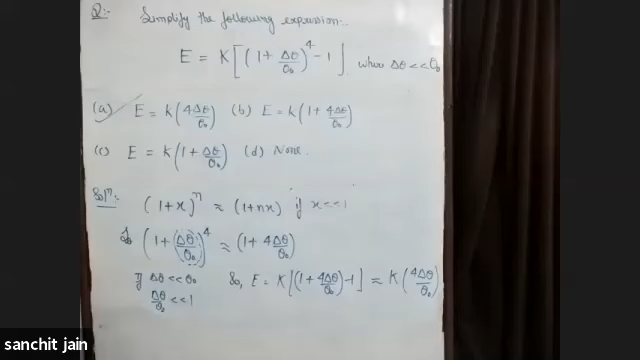 Q:- Simplify the following expression:-
E = K[(1 + Δθ/θ₀)⁴ - 1] where Δθ << θ₀
(a) E = K(4Δθ/θ₀) (b) E = K(1 + 4Δθ/θ₀)
(c) E = K(1 + Δθ/θ₀) (d) None.
Solⁿ:- (1+x)ⁿ ≈ (1+nx) if x<<1
So (1 + Δθ/θ₀)⁴ ≈ (1 + 4Δθ/θ₀)
if Δθ << θ₀ So, E = K[(1 + 4Δθ/θ₀) - 1] ≈ K(4Δθ/θ₀)
Δθ/θ₀ << 1
sanchit jain